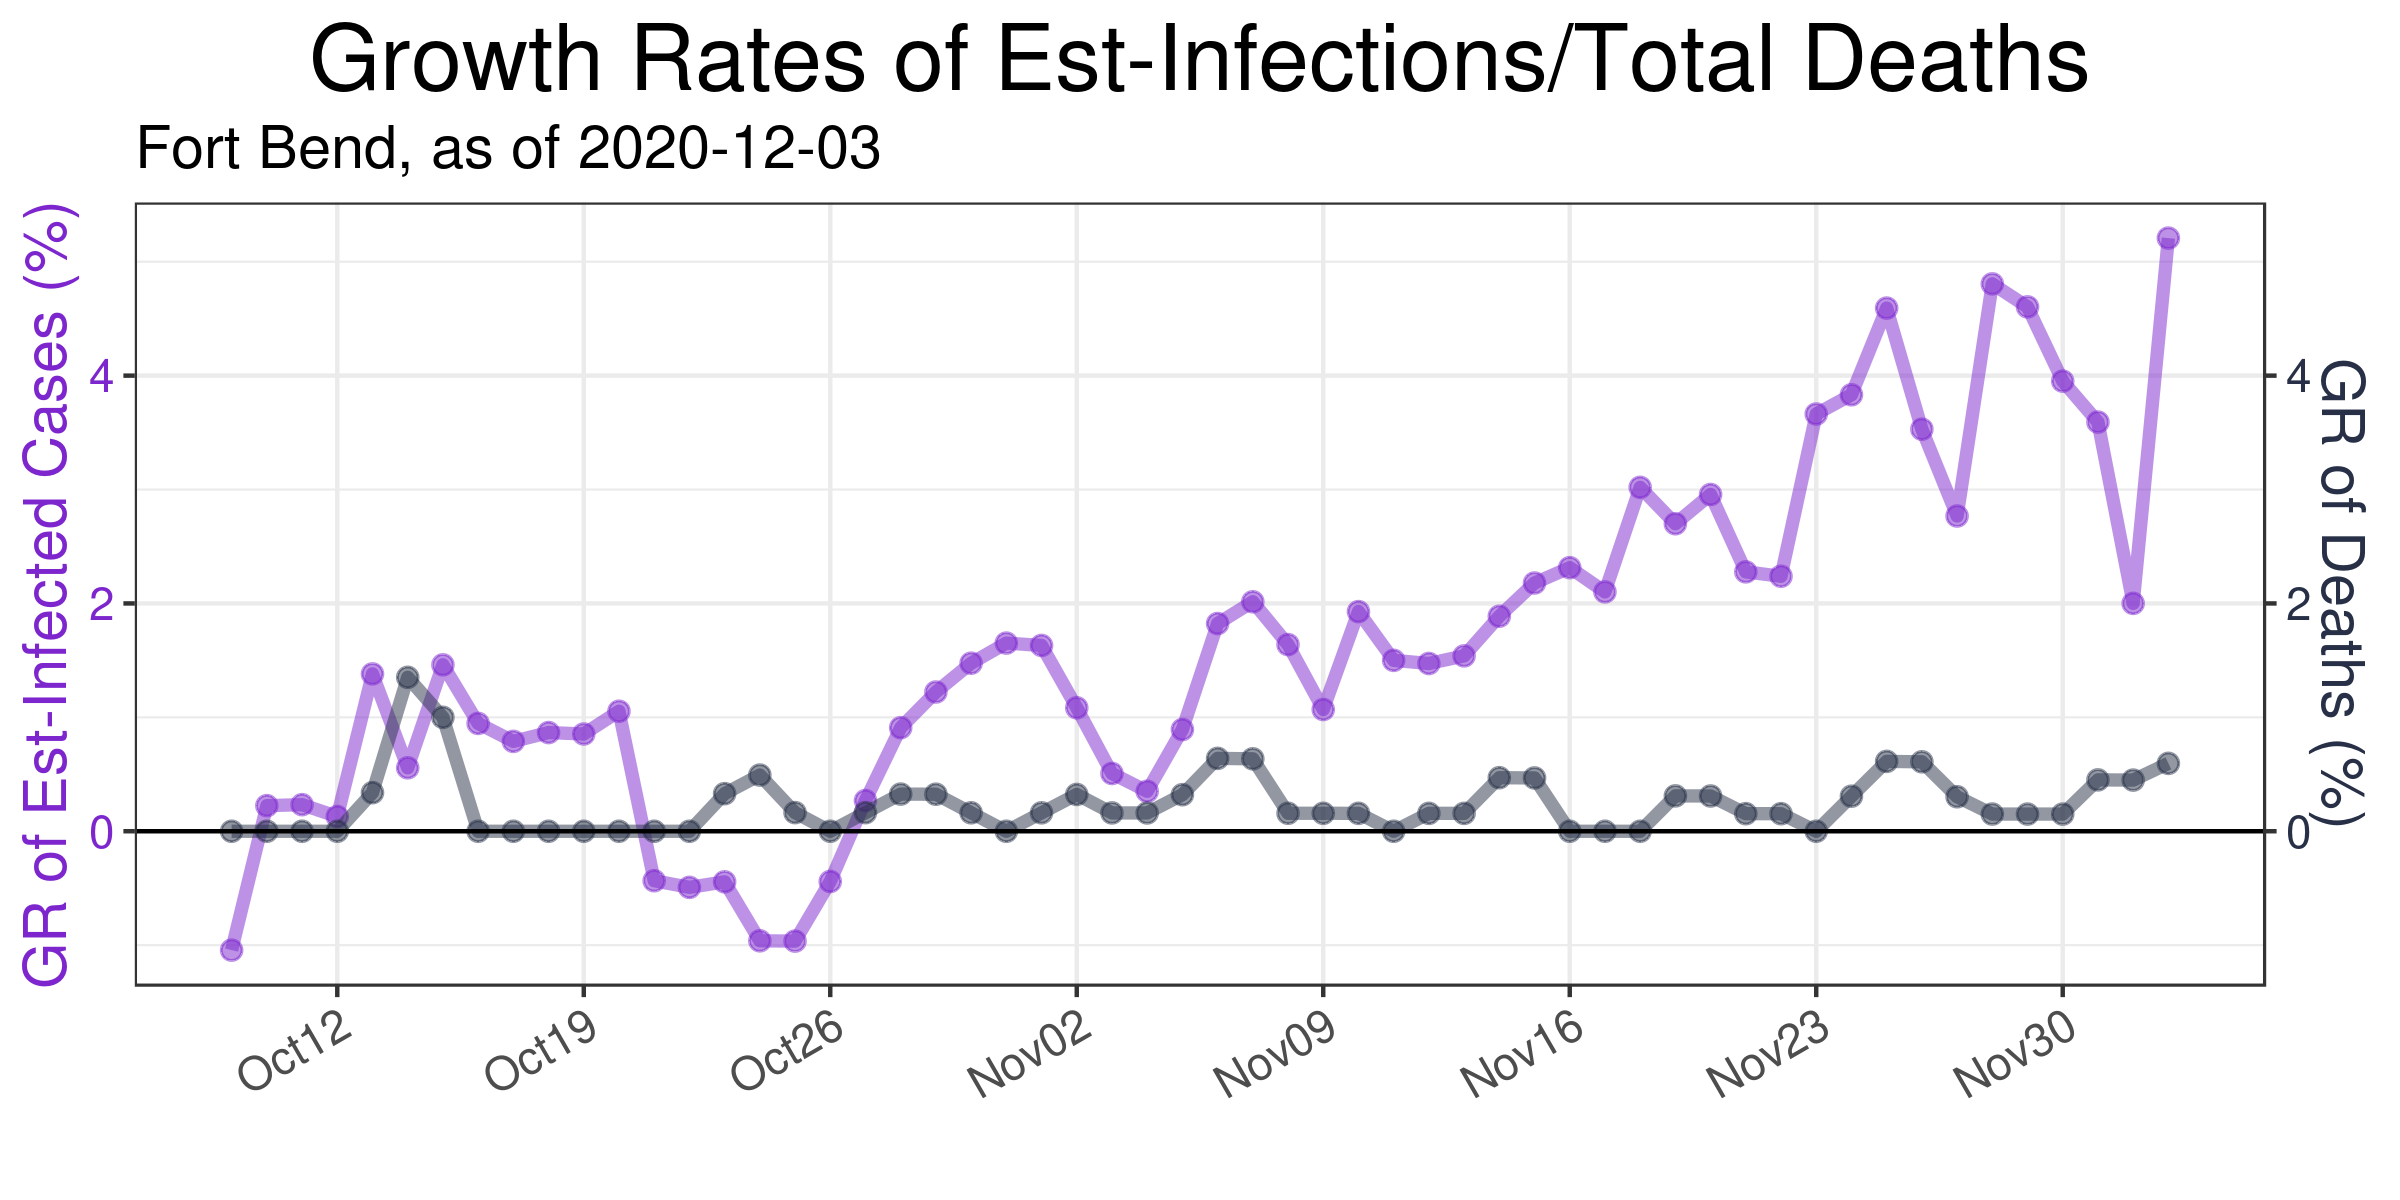 Growth Rates of Est-Infections/Total Deaths
Fort Bend, as of 2020-12-03
GR of Est-Infected Cases (%)
4
2
0
4
2
0
GR of Deaths (%)
Oct12
Oct19
Oct26
Nov02
Nov09
Nov16
Nov23
Nov30